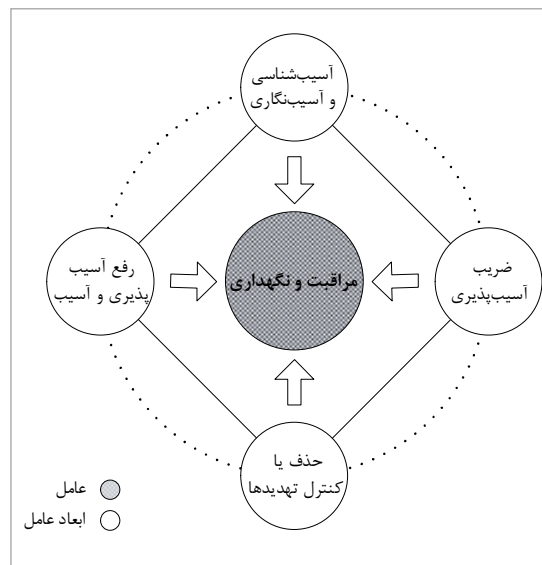 آسیب‌شناسی
و آسیب‌نگاری
رفع آسیب
پذیری و آسیب
مراقبت و نگهداری
ضریب
آسیب‌پذیری
حذف یا
کنترل تهدیدها
عامل
ابعاد عامل